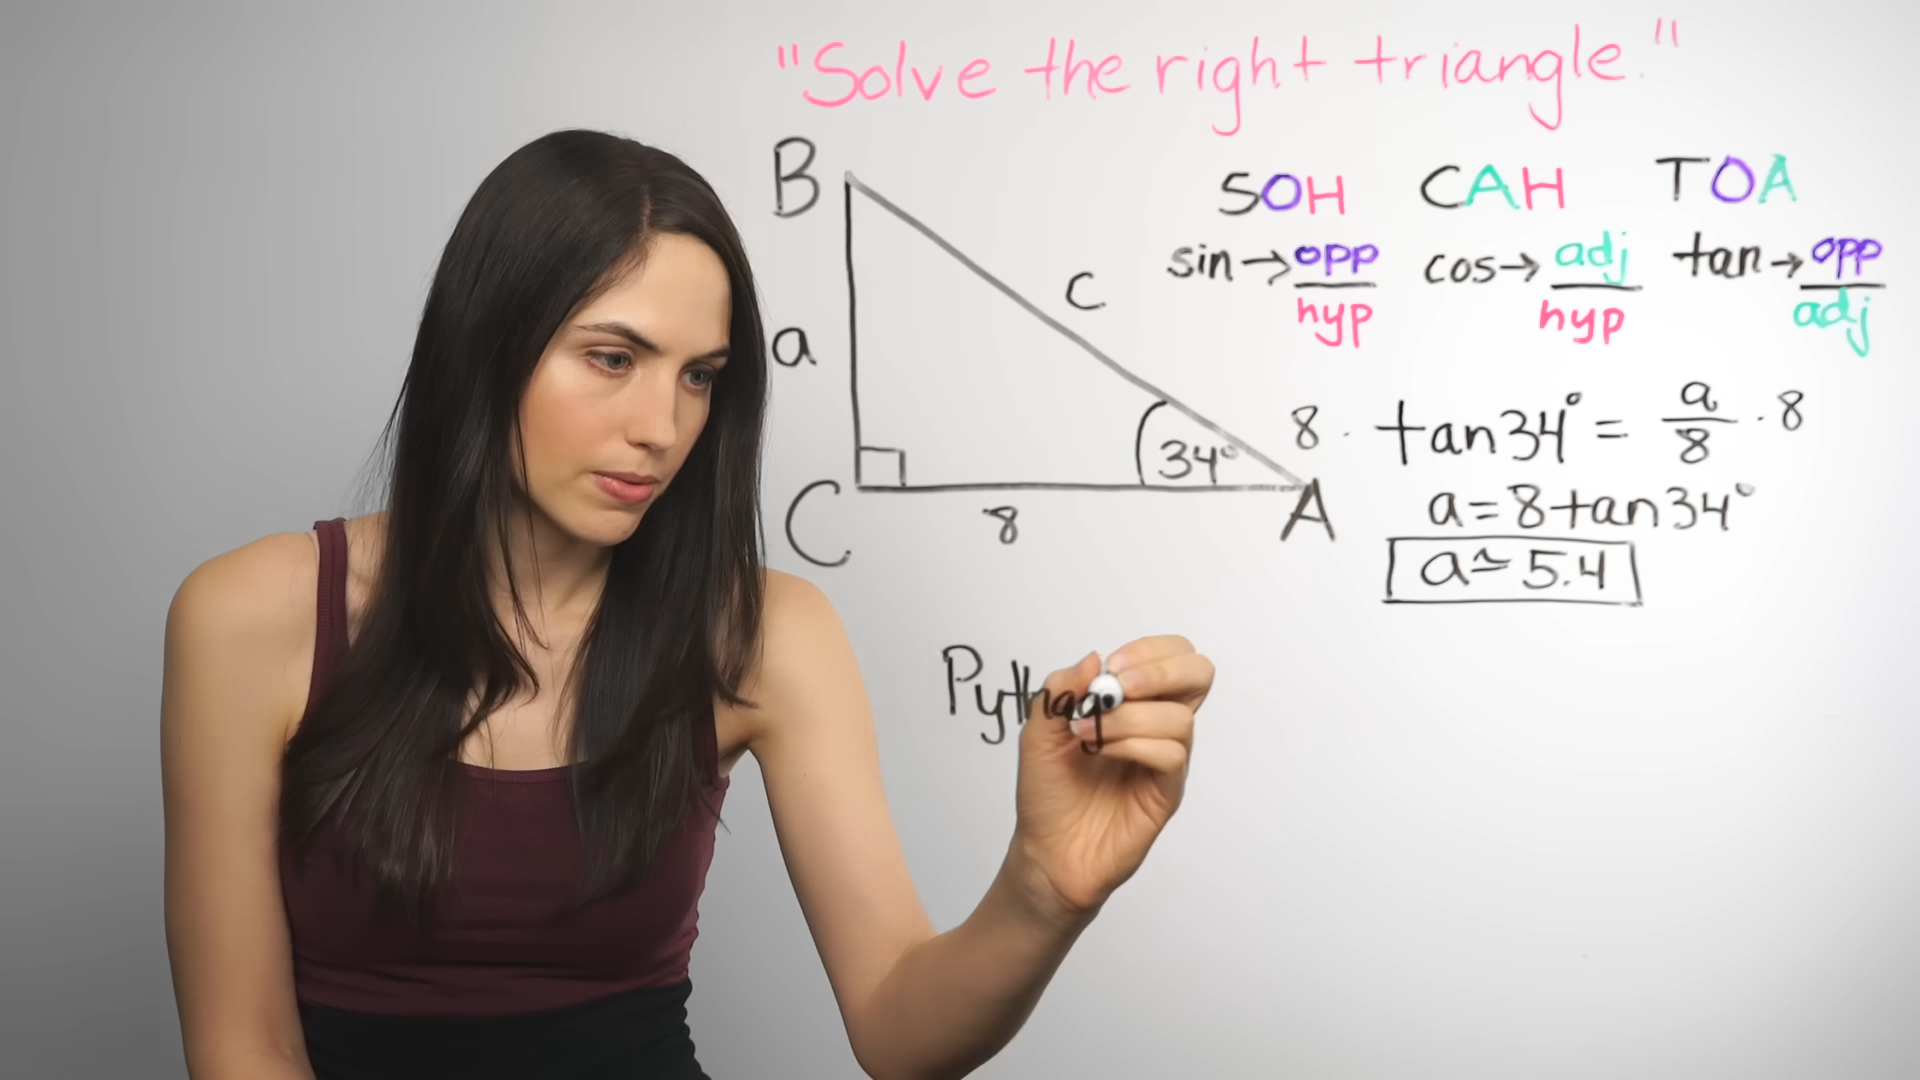 "Solve the right triangle."
SOH CAH TOA
sin→opp/hyp cos→adj/hyp tan→opp/adj
B
a
c
C
8
34°
A
8 · tan34° = a/8 · 8
a=8tan34°
a≃5.4
Pythag